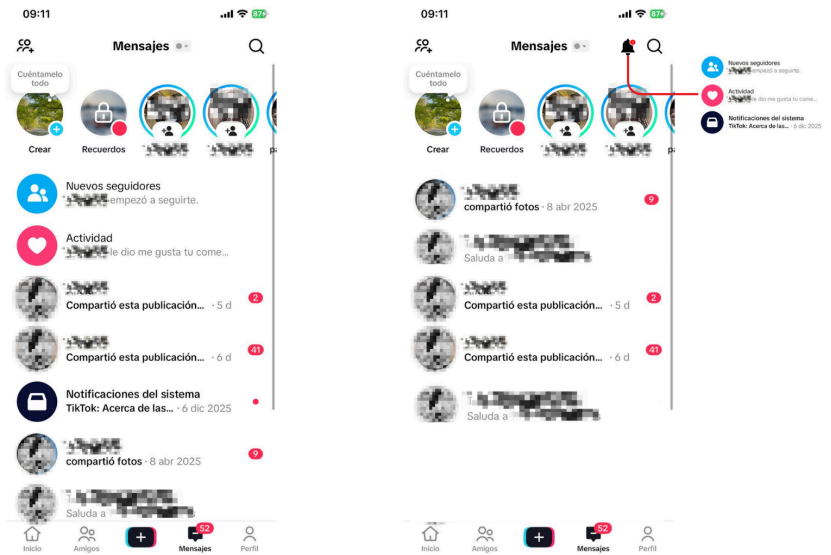 09:11
87
Mensajes
Cuéntamelo
todo
Crear
Recuerdos
Nuevos seguidores
empezó a seguirte.
Actividad
le dio me gusta tu come...
Compartió esta publicación... · 5 d
2
Compartió esta publicación... · 6 d
41
Notificaciones del sistema
TikTok: Acerca de las... · 6 dic 2025
compartió fotos · 8 abr 2025
9
Saluda a
Inicio
Amigos
52
Mensajes
Perfil
09:11
87
Mensajes
Cuéntamelo
todo
Crear
Recuerdos
compartió fotos · 8 abr 2025
9
Saluda a
Compartió esta publicación... · 5 d
2
Compartió esta publicación... · 6 d
41
Saluda a
Inicio
Amigos
52
Mensajes
Perfil
Nuevos seguidores
empezó a seguirte.
Actividad
le dio me gusta tu come...
Notificaciones del sistema
TikTok: Acerca de las... · 6 dic 2025